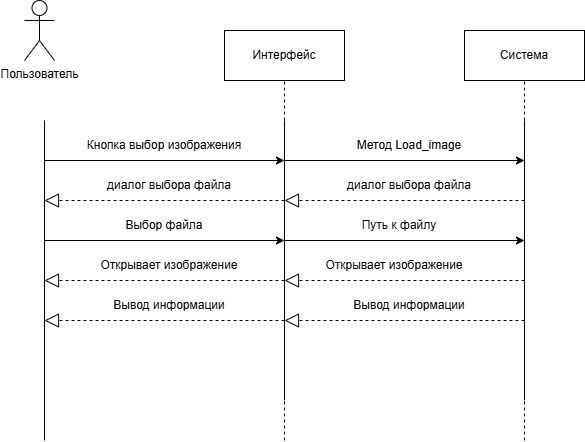 Пользователь
Интерфейс
Система
Кнопка выбор изображения
Метод Load_image
диалог выбора файла
диалог выбора файла
Выбор файла
Путь к файлу
Открывает изображение
Открывает изображение
Вывод информации
Вывод информации